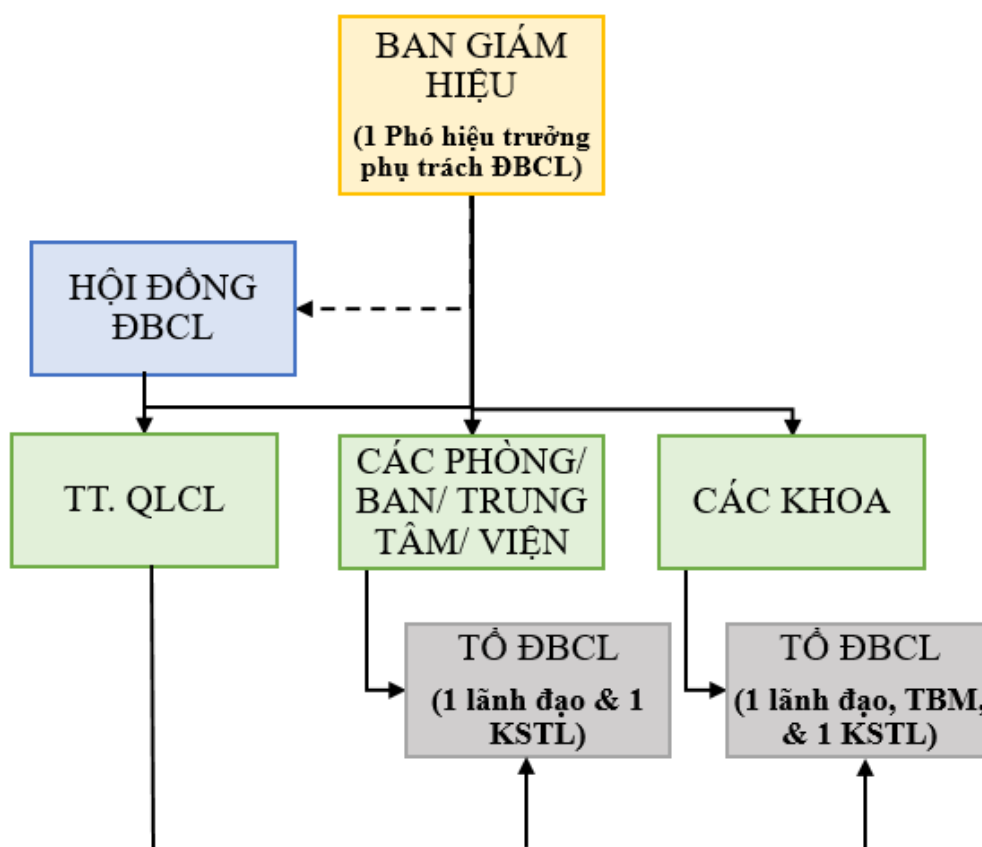 BAN GIÁM
HIỆU
(1 Phó hiệu trưởng
phụ trách ĐBCL)
HỘI ĐỒNG
ĐBCL
TT. QLCL
CÁC PHÒNG/
BAN/ TRUNG
TÂM/ VIỆN
CÁC KHOA
TỔ ĐBCL
(1 lãnh đạo & 1
KSTL)
TỔ ĐBCL
(1 lãnh đạo, TBM,
& 1 KSTL)